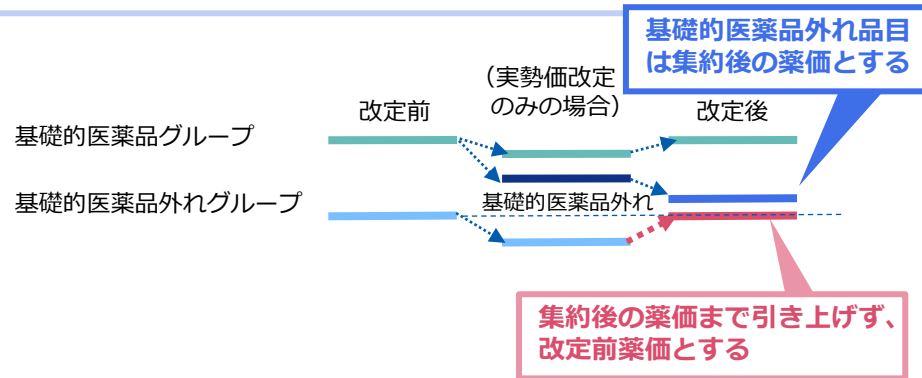 基礎的医薬品外れ品目
は集約後の薬価とする
（実勢価改定
のみの場合）
改定前
改定後
基礎的医薬品グループ
基礎的医薬品外れグループ
基礎的医薬品外れ
集約後の薬価まで引き上げず、
改定前薬価とする